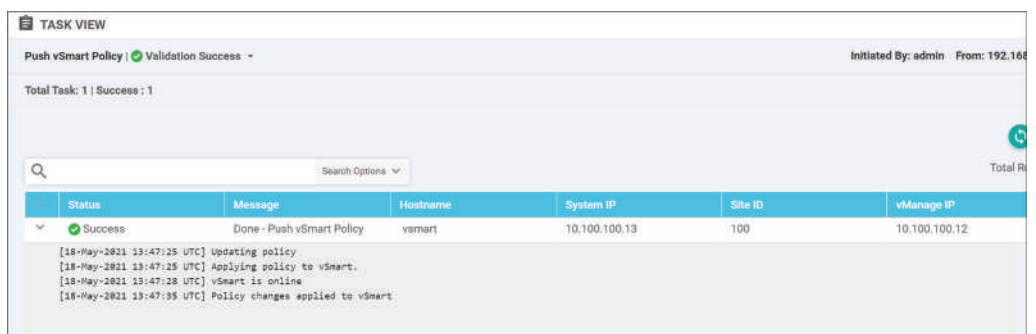 TASK VIEW
Push vSmart Policy | Validation Success
Initiated By: admin From: 192.168
Total Task: 1 | Success : 1
Search Options
Total R
Status Message Hostname System IP Site ID vManage IP
Success Done - Push vSmart Policy vsmart 10.100.100.13 100 10.100.100.12
[18-May-2021 13:47:25 UTC] Updating policy
[18-May-2021 13:47:25 UTC] Applying policy to vSmart.
[18-May-2021 13:47:28 UTC] vSmart is online
[18-May-2021 13:47:35 UTC] Policy changes applied to vSmart